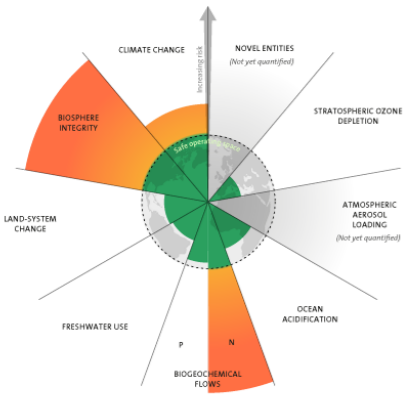 CLIMATE CHANGE
Increasing risk
NOVEL ENTITIES
(Not yet quantified)
STRATOSPHERIC OZONE
DEPLETION
ATMOSPHERIC
AEROSOL
LOADING
(Not yet quantified)
OCEAN
ACIDIFICATION
N
P
BIOGEOCHEMICAL
FLOWS
FRESHWATER USE
LAND-SYSTEM
CHANGE
BIOSPHERE
INTEGRITY
Safe operating space